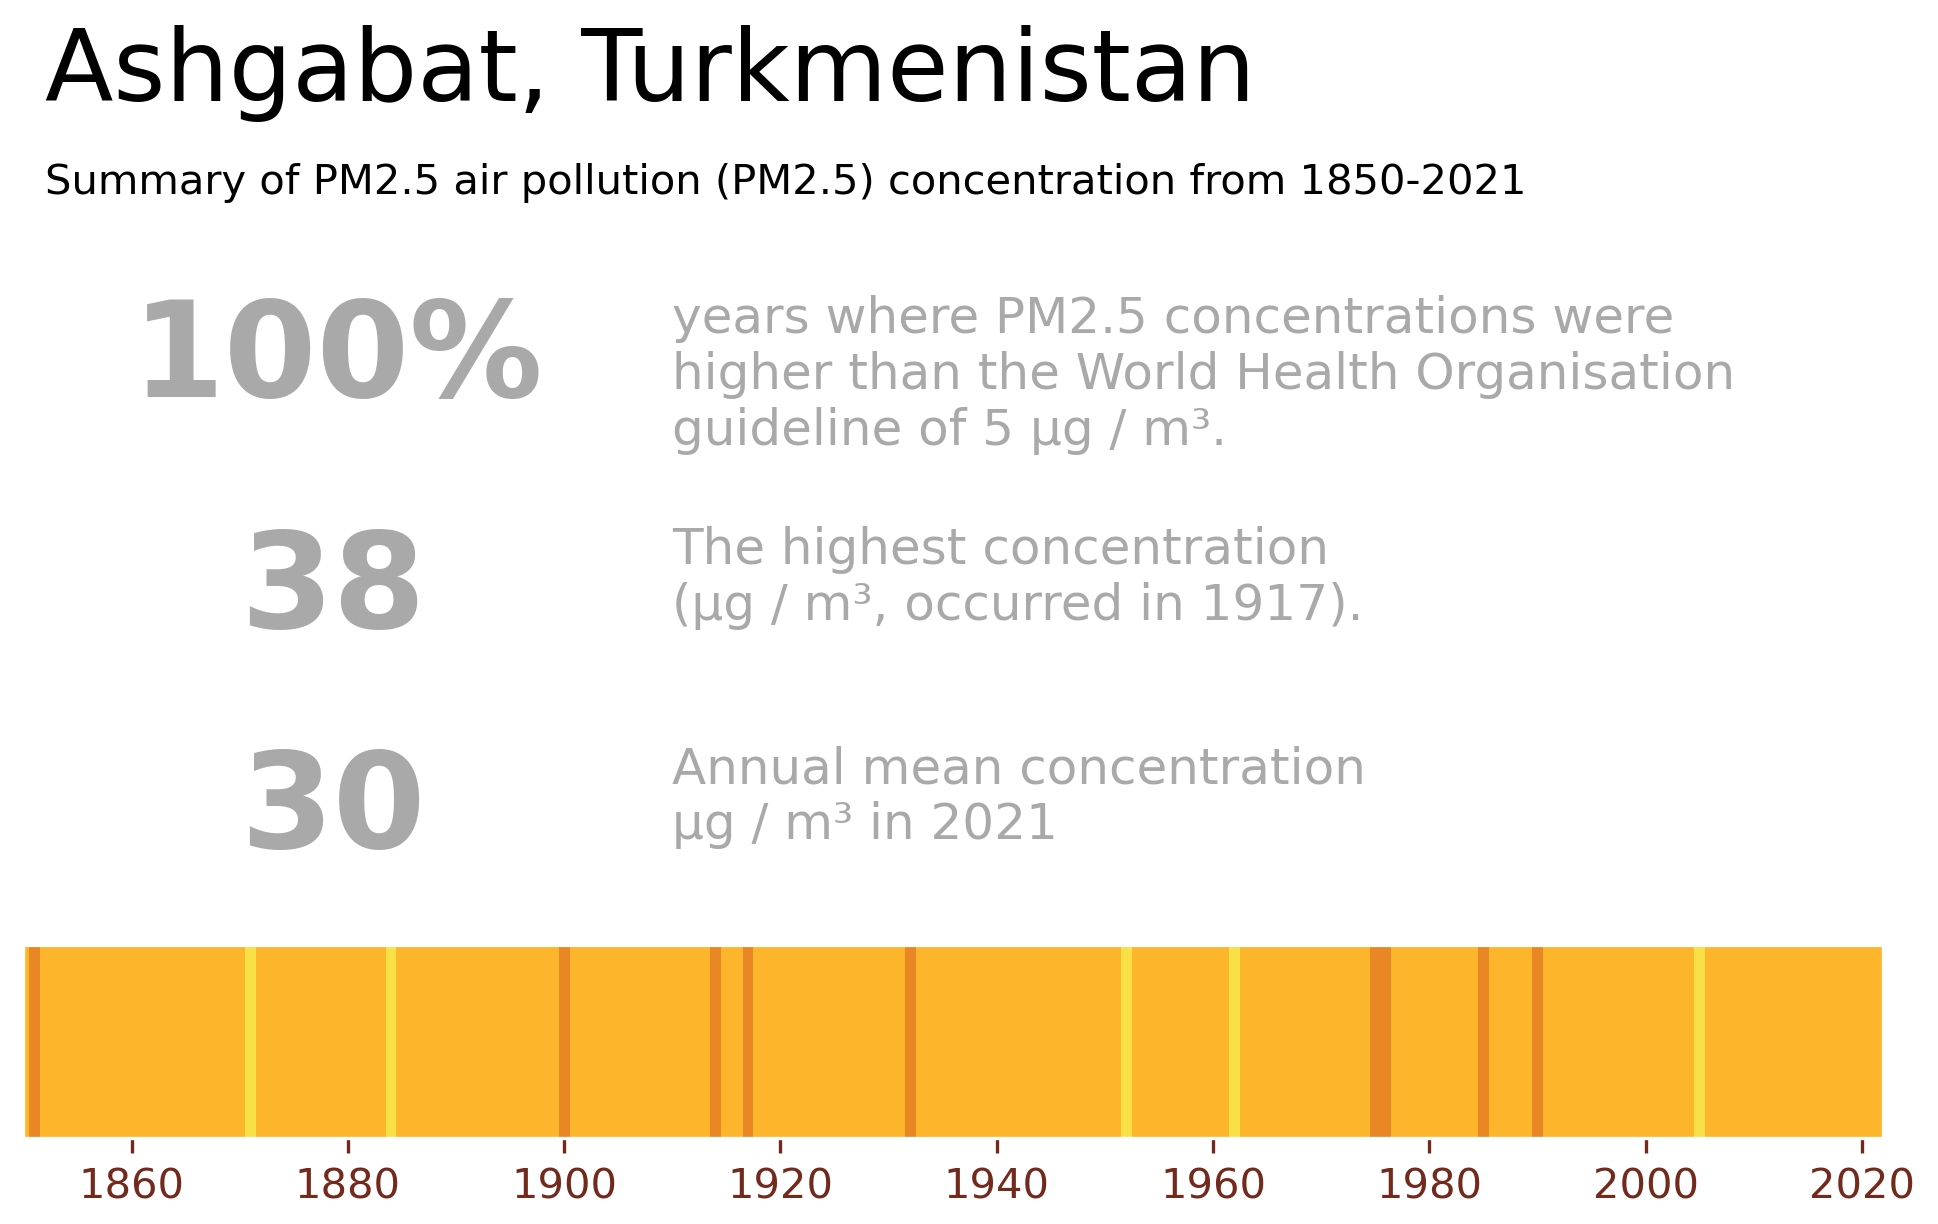 Ashgabat, Turkmenistan
Summary of PM2.5 air pollution (PM2.5) concentration from 1850-2021
100%
years where PM2.5 concentrations were
higher than the World Health Organisation
guideline of 5 μg / m³.
38
The highest concentration
(μg / m³, occurred in 1917).
30
Annual mean concentration
μg / m³ in 2021
1860 1880 1900 1920 1940 1960 1980 2000 2020